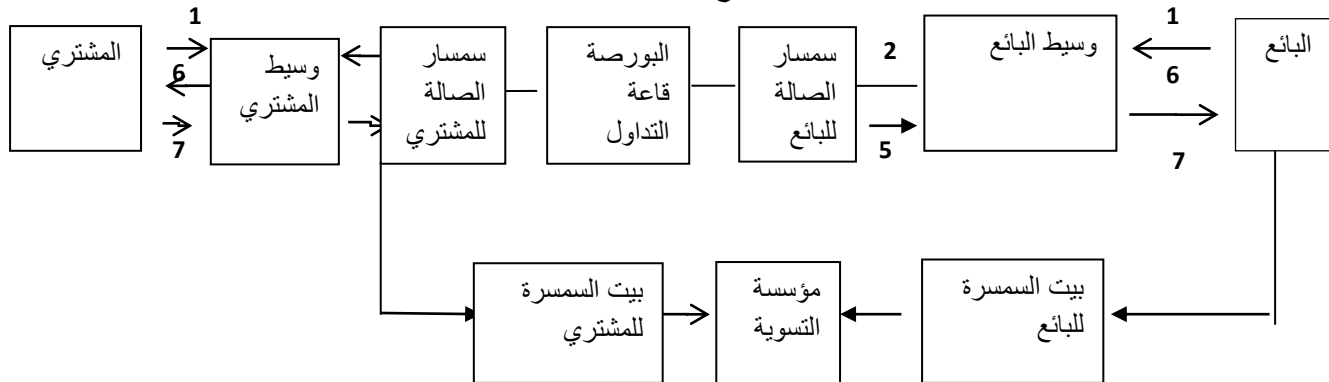 1
1
المشتري
وسيط
المشتري
سمسار
الصالة
للمشتري
البورصة
قاعة
التداول
سمسار
الصالة
للبائع
وسيط البائع
البائع
6
2
6
7
5
7
بيت السمسرة
للمشتري
مؤسسة
التسوية
بيت السمسرة
للبائع